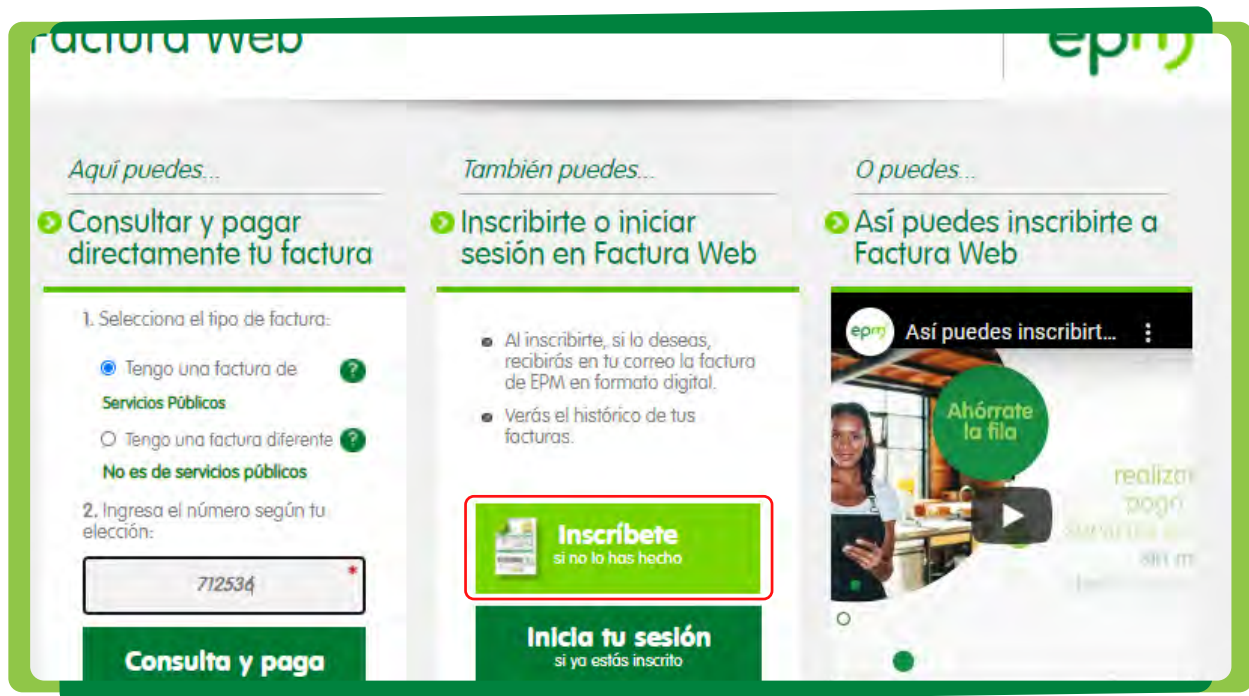 Factura Web
epm
Aquí puedes...
Consultar y pagar
directamente tu factura
1. Selecciona el tipo de factura:
Tengo una factura de
?
Servicios Públicos
Tengo una factura diferente
?
No es de servicios públicos
2. Ingresa el número según tu
elección:
712536
*
Consulta y paga
También puedes...
Inscribirte o iniciar
sesión en Factura Web
Al inscribirte, si lo deseas,
recibirás en tu correo la factura
de EPM en formato digital.
Verás el histórico de tus
facturas.
Inscríbete
si no lo has hecho
Inicia tu sesión
si ya estás inscrito
O puedes...
Así puedes inscribirte a
Factura Web
epm
Así puedes inscribirt...
Ahórrate
la fila
realizar
pago
sin m